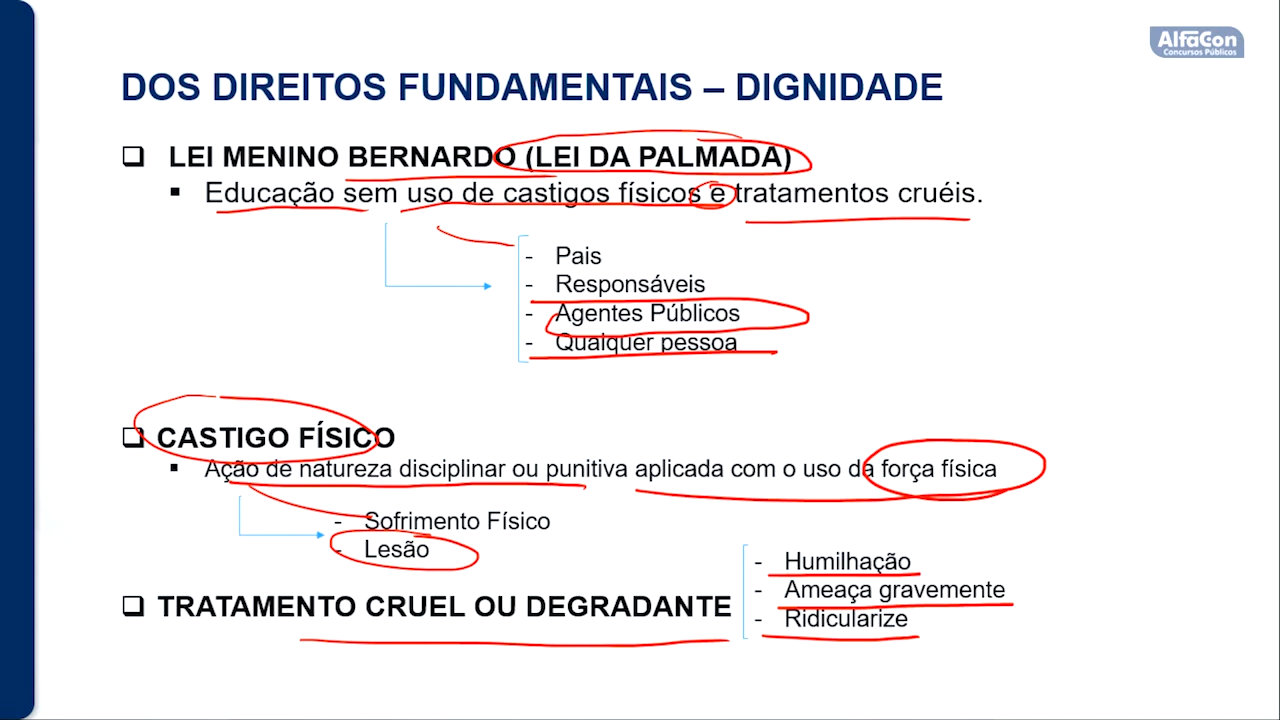 AlfaCon
Concursos Públicos
DOS DIREITOS FUNDAMENTAIS – DIGNIDADE
LEI MENINO BERNARDO (LEI DA PALMADA)
Educação sem uso de castigos físicos e tratamentos cruéis.
- Pais
- Responsáveis
- Agentes Públicos
- Qualquer pessoa
CASTIGO FÍSICO
Ação de natureza disciplinar ou punitiva aplicada com o uso da força física
- Sofrimento Físico
- Lesão
TRATAMENTO CRUEL OU DEGRADANTE
- Humilhação
- Ameaça gravemente
- Ridicularize